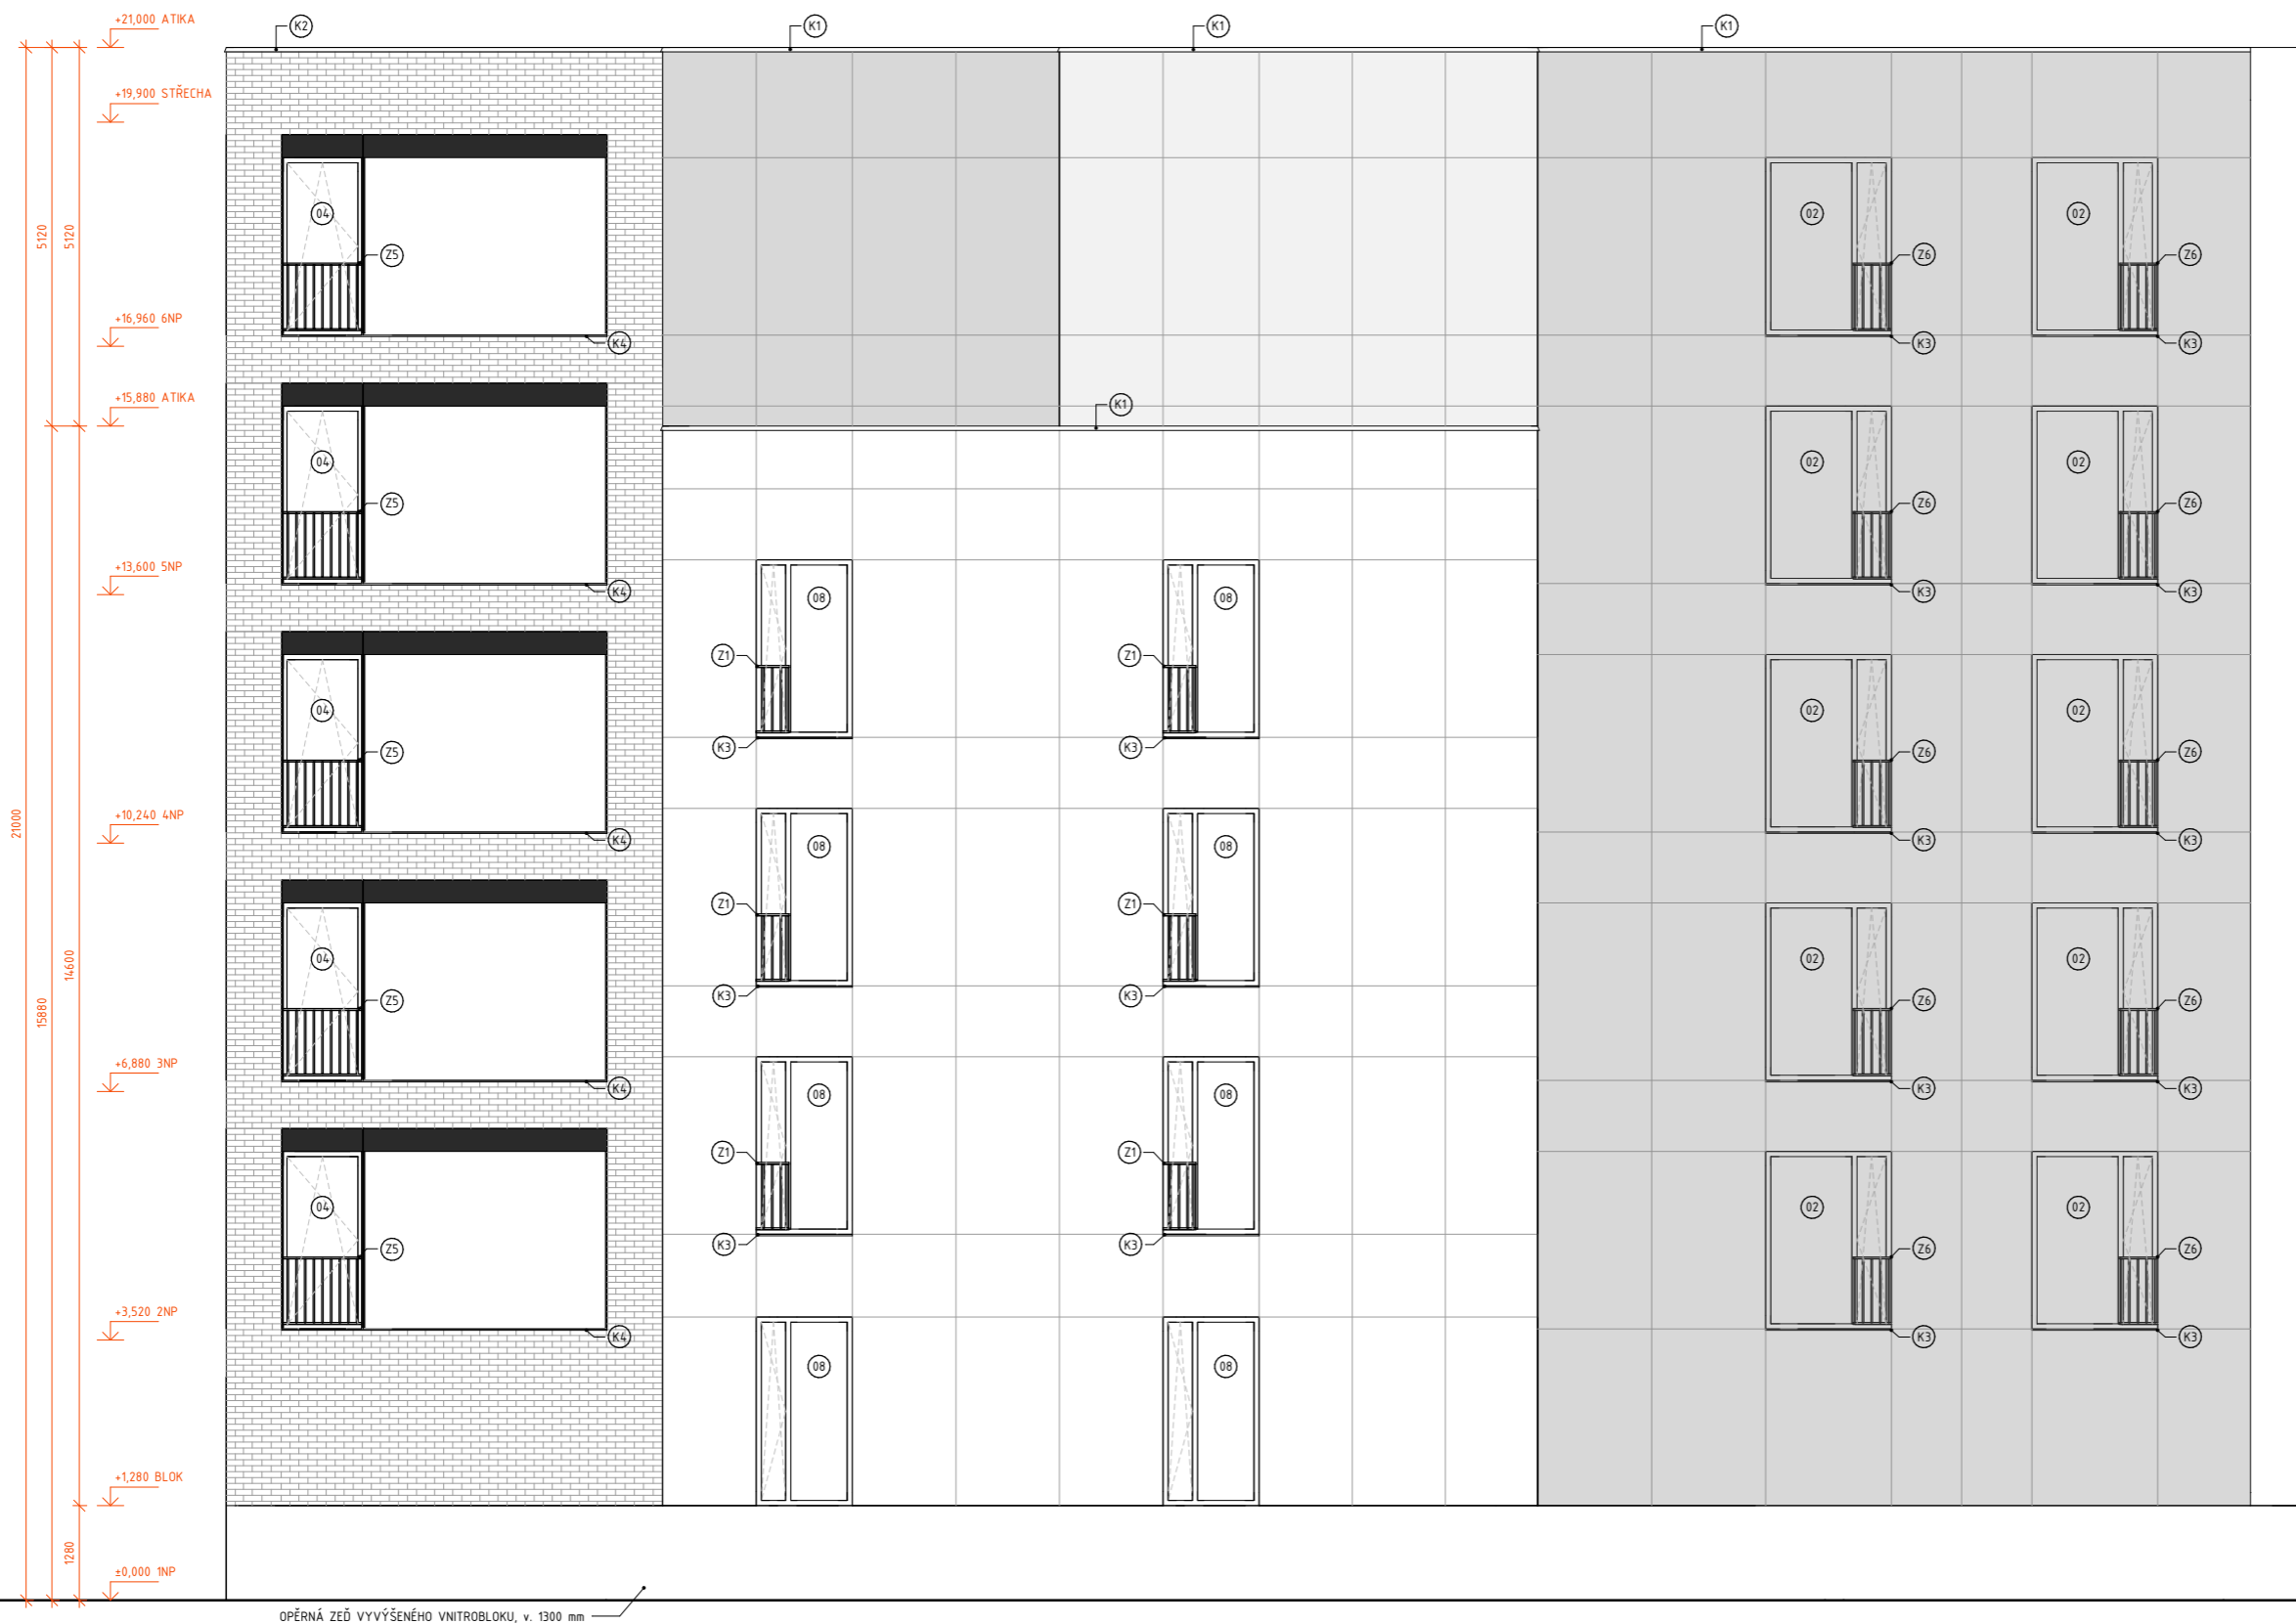 +21,000 ATIKA
K2 K1 K1 K1
+19,900 STŘECHA
04 02 02
5120 5120 Z5 Z6 Z6
+16,960 6NP
K4 K3 K3
+15,880 ATIKA
K1
04 02 02
Z5 Z6 Z6
+13,600 5NP
K4 K3 K3
08 08
Z1 Z1
04 02 02
Z5 Z6 Z6
K3 K3
21000
+10,240 4NP
K4 K3 K3
08 08
Z1 Z1
04 02 02
14600
15880
Z5 Z6 Z6
K3 K3
+6,880 3NP
K4 K3 K3
08 08
Z1 Z1
04 02 02
Z5 Z6 Z6
K3 K3
+3,520 2NP
K4 K3 K3
08 08
+1,280 BLOK
1280
±0,000 1NP
OPĚRNÁ ZEĎ VYVÝŠENÉHO VNITROBLOKU, v. 1300 mm